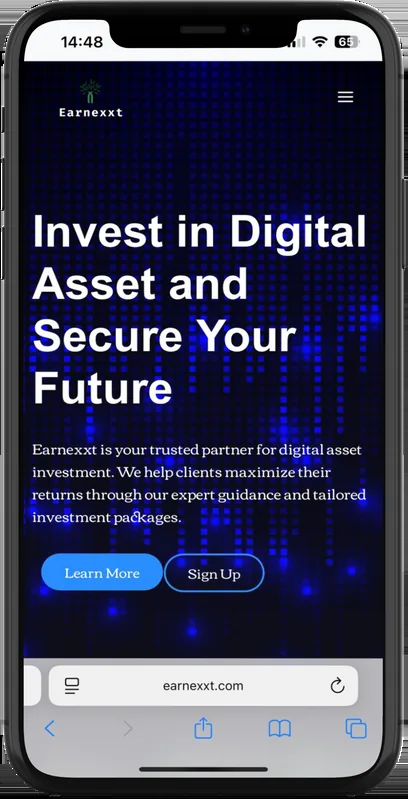 14:48
65
Earnexxt
Invest in Digital
Asset and
Secure Your
Future
Earnexxt is your trusted partner for digital asset
investment. We help clients maximize their
returns through our expert guidance and tailored
investment packages.
Learn More
Sign Up
earnexxt.com